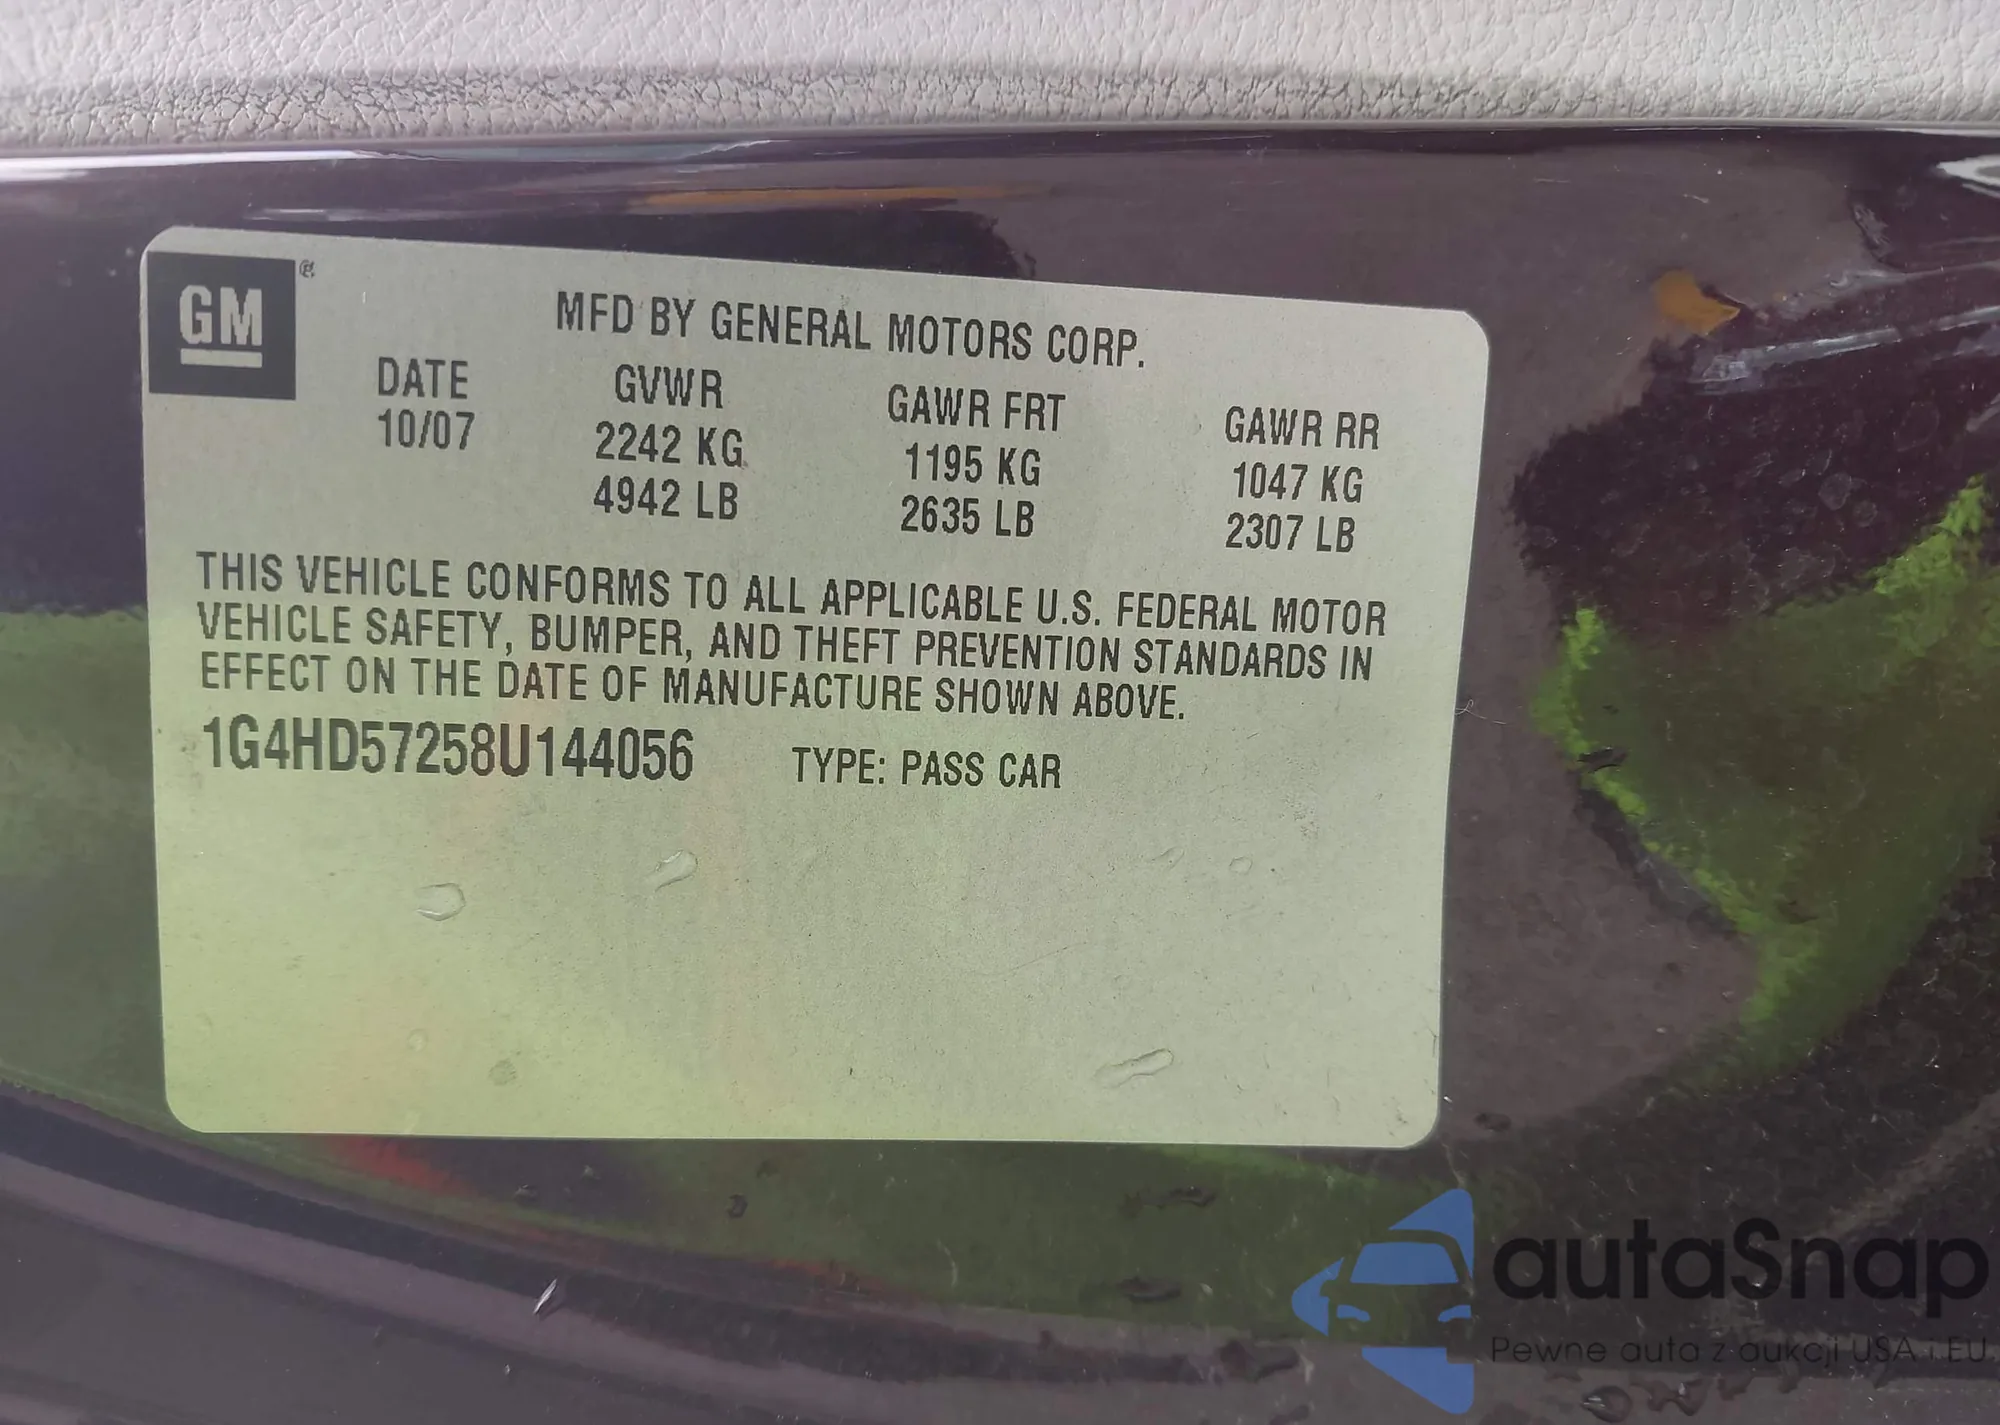 GM ®
MFD BY GENERAL MOTORS CORP.
DATE GVWR GAWR FRT GAWR RR
10/07 2242 KG 1195 KG 1047 KG
4942 LB 2635 LB 2307 LB
THIS VEHICLE CONFORMS TO ALL APPLICABLE U.S. FEDERAL MOTOR
VEHICLE SAFETY, BUMPER, AND THEFT PREVENTION STANDARDS IN
EFFECT ON THE DATE OF MANUFACTURE SHOWN ABOVE.
1G4HD57258U144056 TYPE: PASS CAR
autaSnap
Pewne auta z aukcji USA i EU